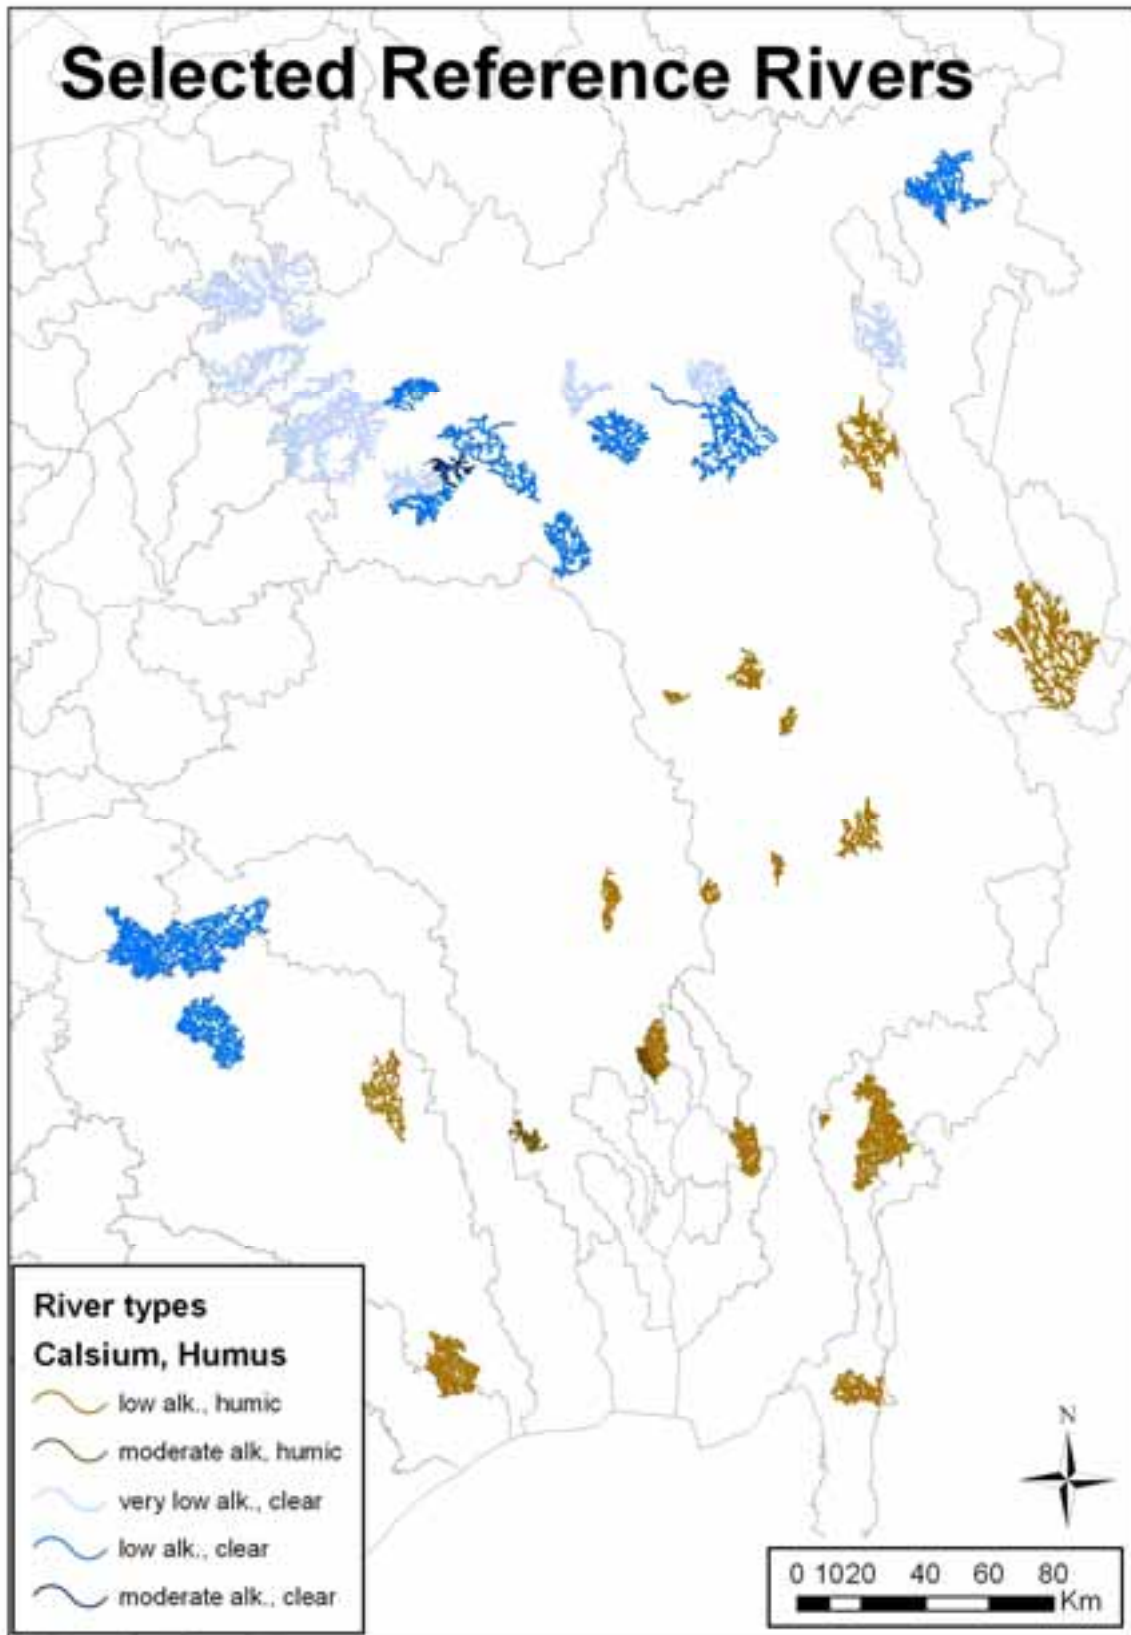 Selected Reference Rivers
River types
Calsium, Humus
low alk., humic
moderate alk, humic
very low alk., clear
low alk., clear
moderate alk., clear
N
0 1020 40 60 80
Km